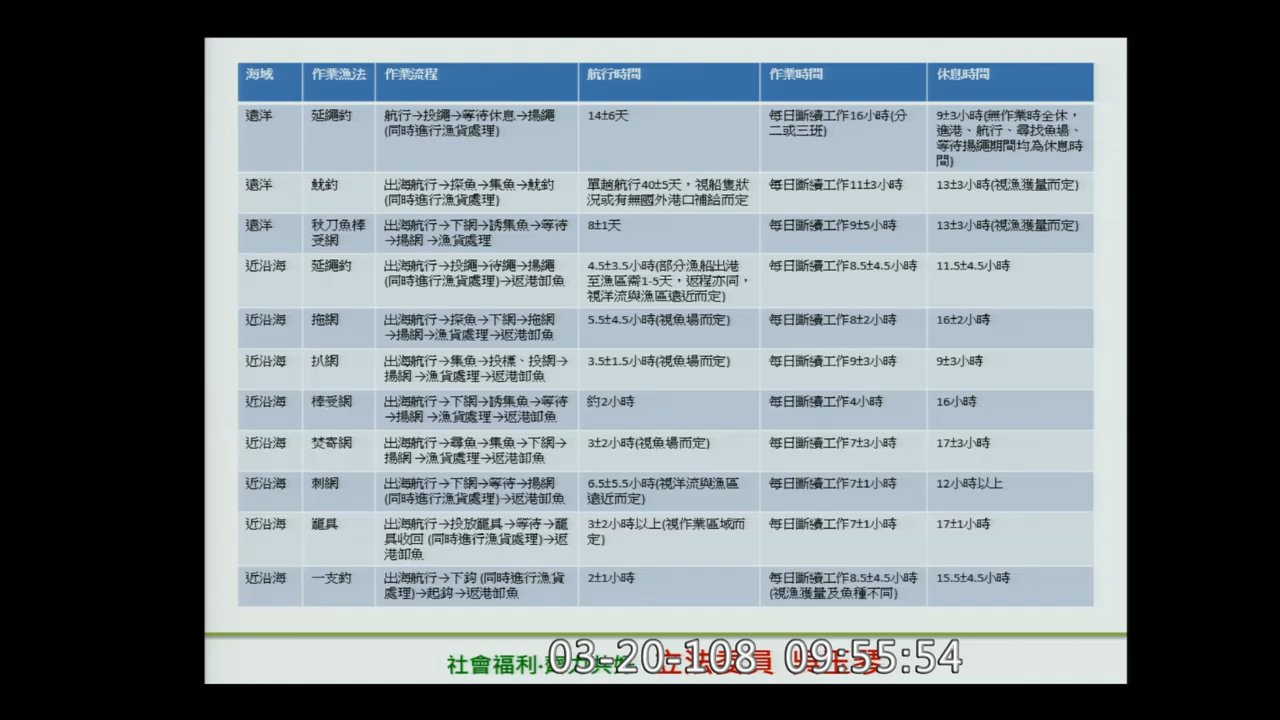 海域 作業漁法 作業流程 航行時間 作業時間 休息時間
遠洋 延繩釣 航行→投繩→等待休息→揚繩 14±6天 每日斷續工作16小時(分 9±3小時(無作業時全休，
(同時進行漁貨處理) 二或三班) 進港、航行、尋找魚場、
等待揚繩期間均為休息時
間)
遠洋 魷釣 出海航行→探魚→集魚→魷釣 單趟航行40±5天，視船隻狀 每日斷續工作11±3小時 13±3小時(視漁獲量而定)
(同時進行漁貨處理) 況或有無國外港口補給而定
遠洋 秋刀魚棒 出海航行→下網→誘集魚→等待 8±1天 每日斷續工作9±5小時 13±3小時(視漁獲量而定)
受網 →揚網 →漁貨處理
近沿海 延繩釣 出海航行→投繩→待繩→揚繩 4.5±3.5小時(部分漁船出港 每日斷續工作8.5±4.5小時 11.5±4.5小時
(同時進行漁貨處理)→返港卸魚 至漁區需1-5天，返程亦同，
視洋流與漁區遠近而定)
近沿海 拖網 出海航行→探魚→下網→拖網 5.5±4.5小時(視魚場而定) 每日斷續工作8±2小時 16±2小時
→揚網→漁貨處理→返港卸魚
近沿海 扒網 出海航行→集魚→投標、投網→ 3.5±1.5小時(視魚場而定) 每日斷續工作9±3小時 9±3小時
揚網 →漁貨處理→返港卸魚
近沿海 棒受網 出海航行→下網→誘集魚→等待 約2小時 每日斷續工作4小時 16小時
→揚網 →漁貨處理→返港卸魚
近沿海 焚寄網 出海航行→尋魚→集魚→下網→ 3±2小時(視魚場而定) 每日斷續工作7±3小時 17±3小時
揚網 →漁貨處理→返港卸魚
近沿海 刺網 出海航行→下網→等待→揚網 6.5±5.5小時(視洋流與漁區 每日斷續工作7±1小時 12小時以上
(同時進行漁貨處理)→返港卸魚 遠近而定)
近沿海 籠具 出海航行→投放籠具→等待→籠 3±2小時以上(視作業區域而 每日斷續工作7±1小時 17±1小時
具收回 (同時進行漁貨處理)→返 定)
港卸魚
近沿海 一支釣 出海航行→下鉤 (同時進行漁貨 2±1小時 每日斷續工作8.5±4.5小時 15.5±4.5小時
處理)→起鉤→返港卸魚 (視漁獲量及魚種不同)
社會福利 立法委員
03-20-108 09:55:54